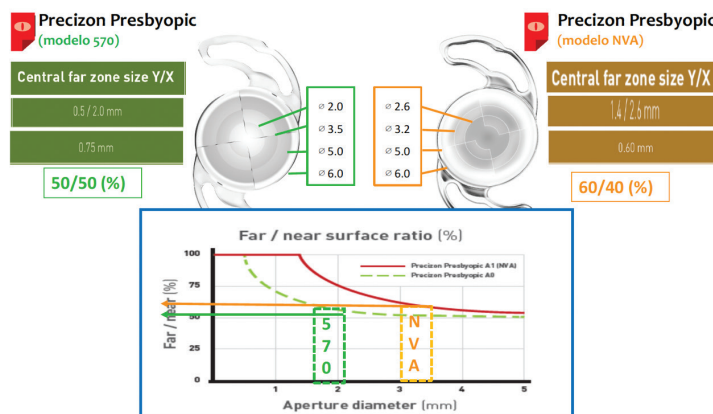 Precizon Presbyopic
(modelo 570)
Central far zone size Y/X
0.5 / 2.0 mm
0.75 mm
50/50 (%)
⌀ 2.0
⌀ 3.5
⌀ 5.0
⌀ 6.0
⌀ 2.6
⌀ 3.2
⌀ 5.0
⌀ 6.0
Precizon Presbyopic
(modelo NVA)
Central far zone size Y/X
1.4 / 2.6 mm
0.60 mm
60/40 (%)
Far / near surface ratio (%)
Far / near (%)
100
75
50
25
0
Precizon Presbyopic A1 (NVA)
Precizon Presbyopic A0
5
7
0
N
V
A
1 2 3 4 5
Aperture diameter (mm)